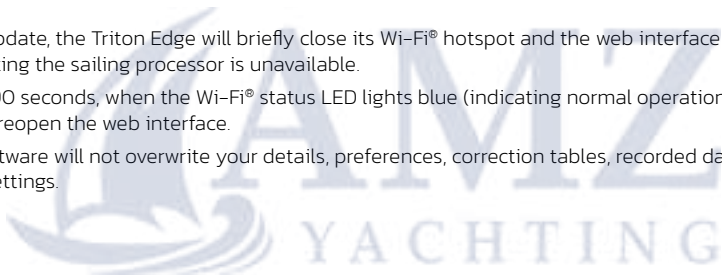 pdate, the Triton Edge will briefly close its Wi-Fi® hotspot and the web interface
ting the sailing processor is unavailable.
0 seconds, when the Wi-Fi® status LED lights blue (indicating normal operation
reopen the web interface.
tware will not overwrite your details, preferences, correction tables, recorded da
ettings.
AMZ
YACHTING